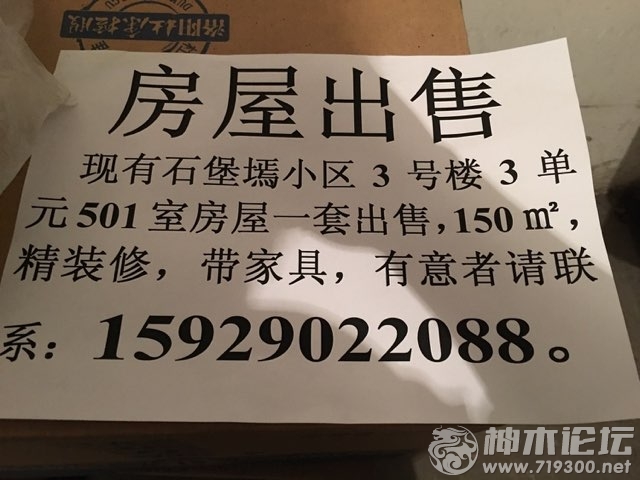 房屋出售
现有石堡墕小区 3 号楼 3 单
元 501 室房屋一套出售，150 ㎡，
精装修，带家具，有意者请联
系：15929022088。
神木论坛
www.719300.net